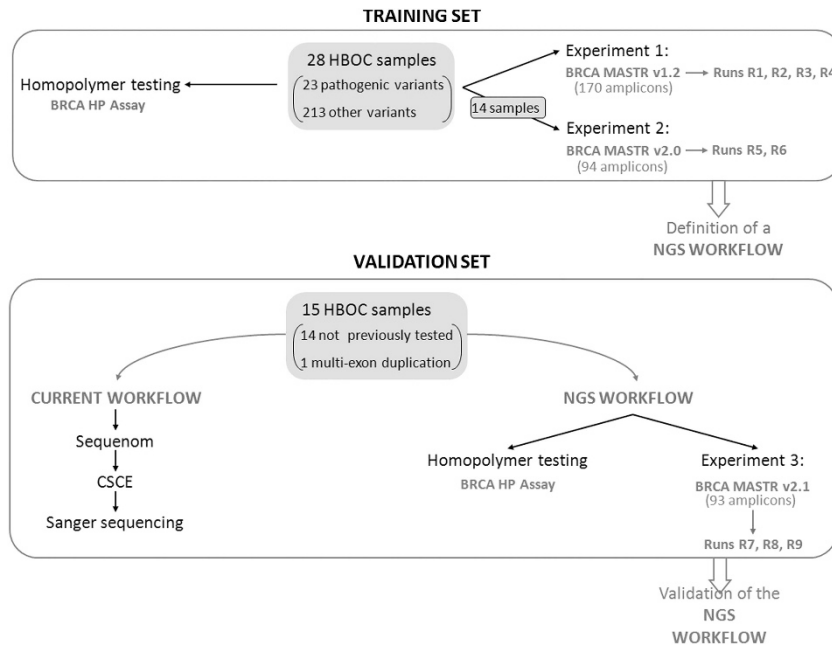 TRAINING SET
28 HBOC samples
23 pathogenic variants
213 other variants
Homopolymer testing
BRCA HP Assay
14 samples
Experiment 1:
BRCA MASTR v1.2
Runs R1, R2, R3, R4
(170 amplicons)
Experiment 2:
BRCA MASTR v2.0
Runs R5, R6
(94 amplicons)
Definition of a
NGS WORKFLOW
VALIDATION SET
15 HBOC samples
14 not previously tested
1 multi-exon duplication
CURRENT WORKFLOW
Sequenom
CSCE
Sanger sequencing
NGS WORKFLOW
Homopolymer testing
BRCA HP Assay
Experiment 3:
BRCA MASTR v2.1
(93 amplicons)
Runs R7, R8, R9
Validation of the
NGS
WORKFLOW